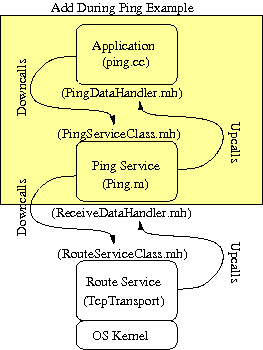 Add During Ping Example
Application
(ping.cc)
Downcalls
(PingDataHandler.mh)
(PingServiceClass.mh)
Upcalls
Ping Service
(Ping.m)
Downcalls
(ReceiveDataHandler.mh)
(RouteServiceClass.mh)
Upcalls
Route Service
(TcpTransport)
OS Kernel